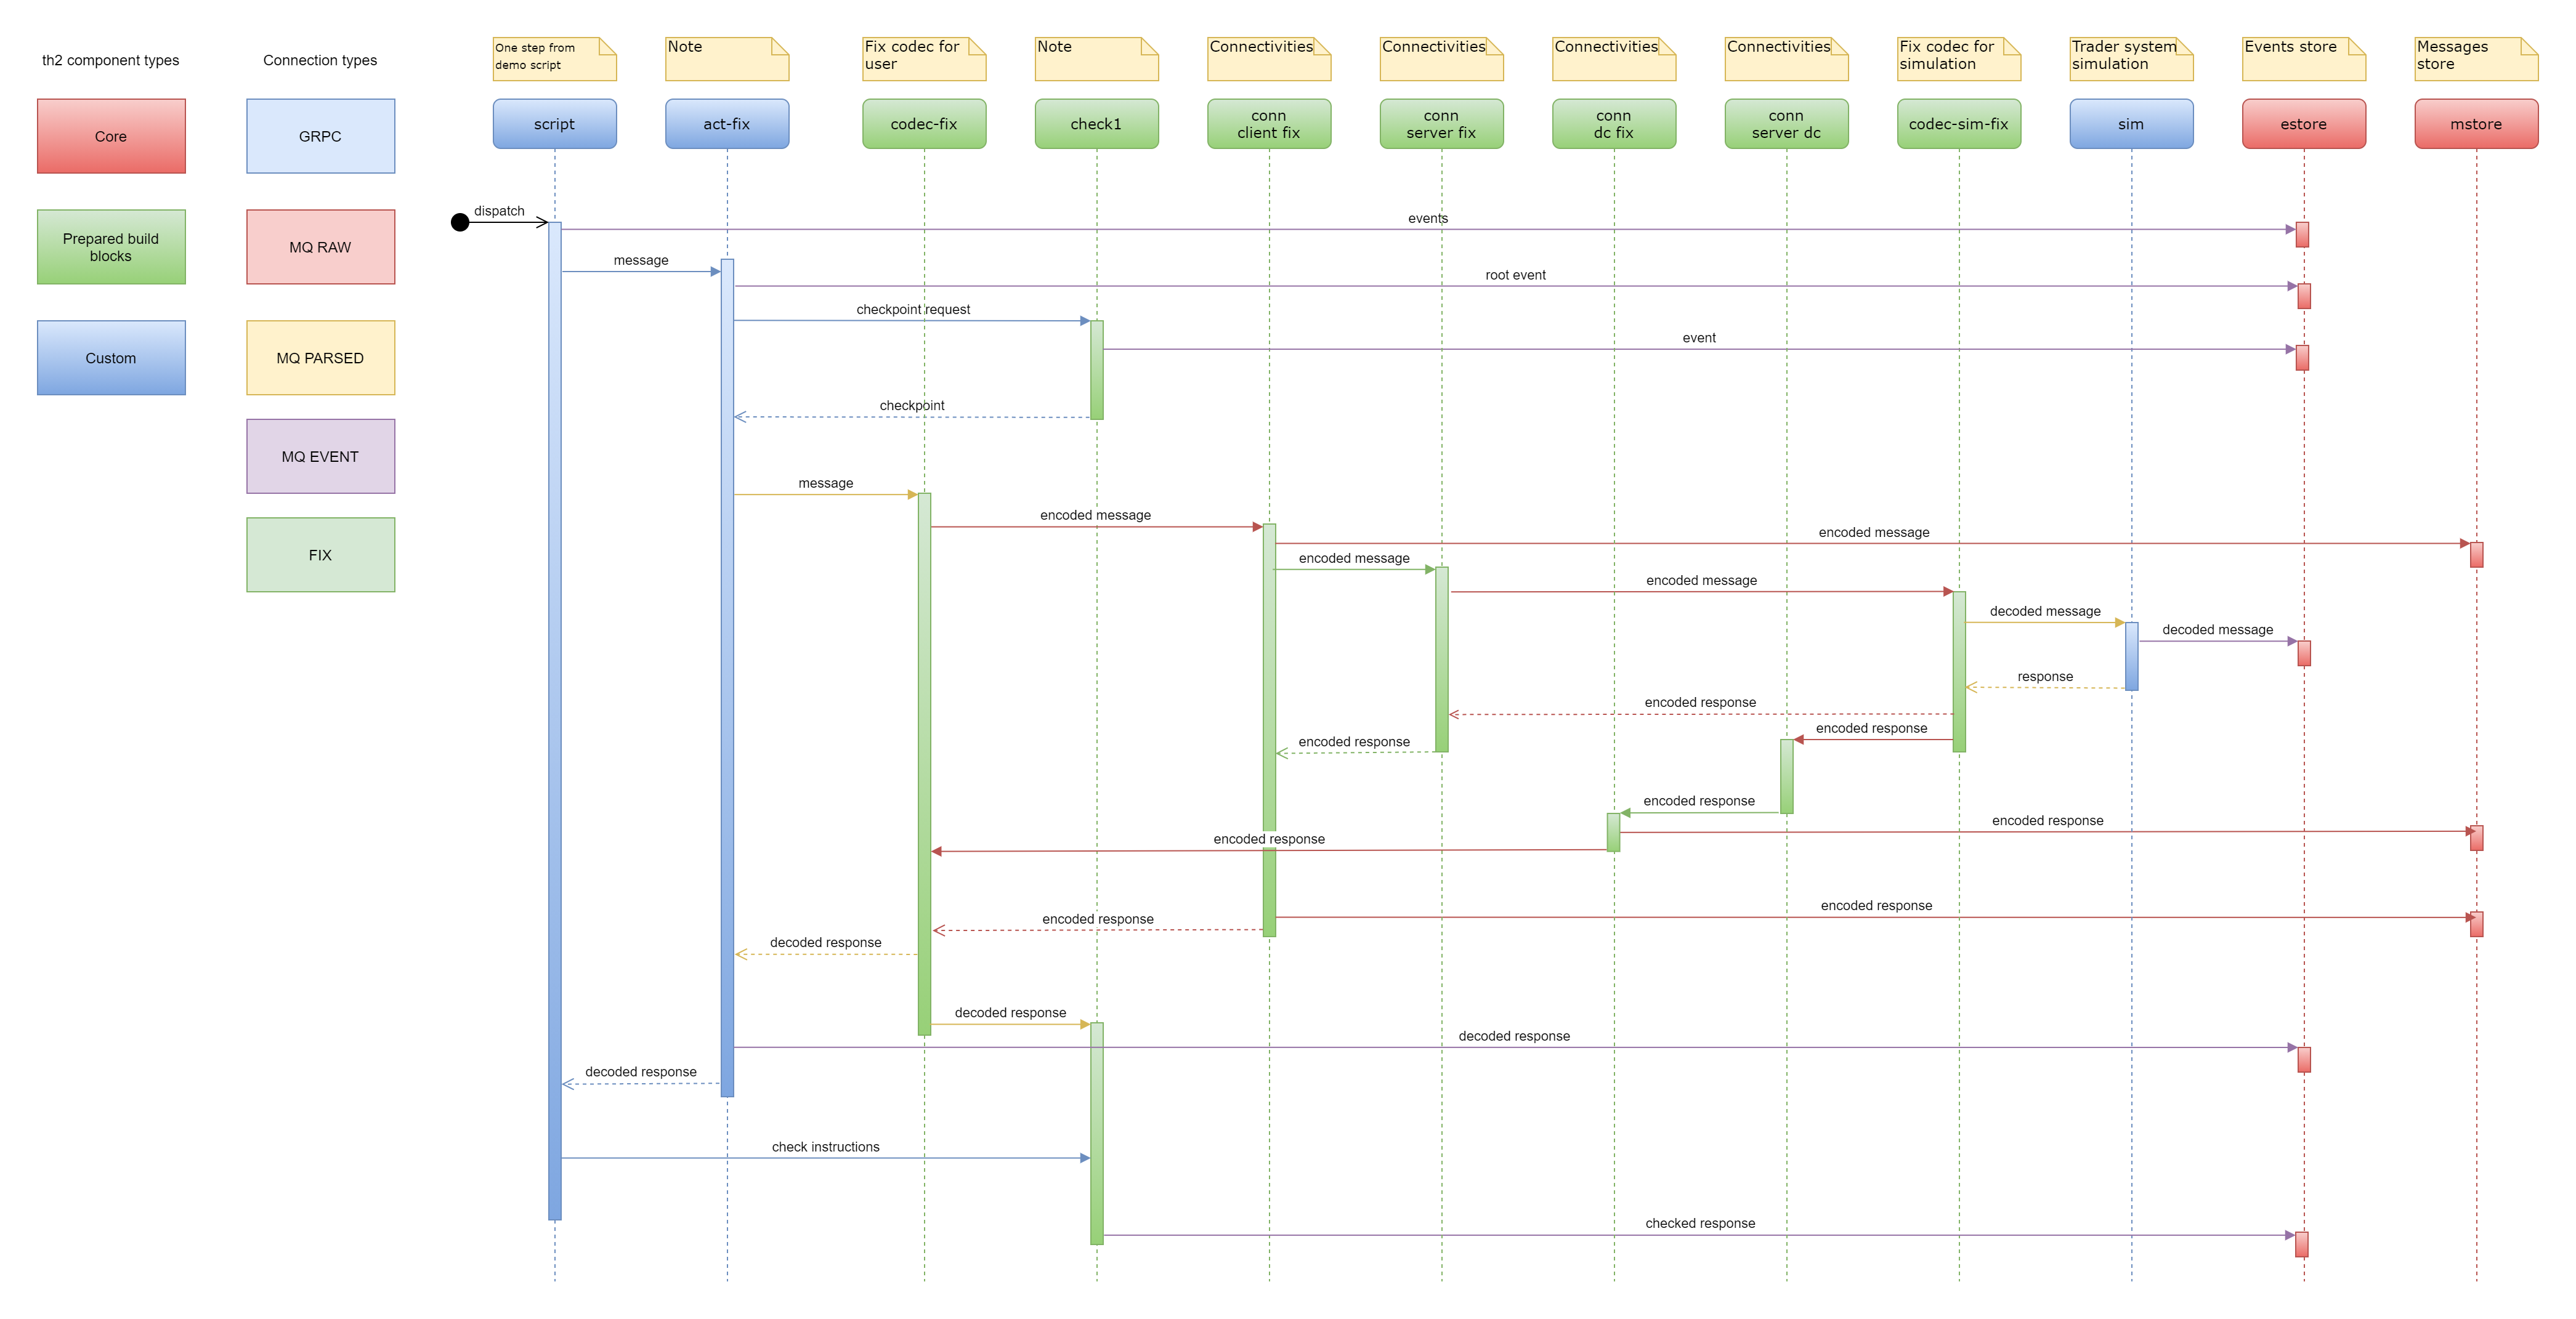 th2 component types
Connection types
One step from
demo script
Note
Fix codec for
user
Note
Connectivities
Connectivities
Connectivities
Connectivities
Fix codec for
simulation
Trader system
simulation
Events store
Messages
store
Core
GRPC
script
act-fix
codec-fix
check1
conn
client fix
conn
server fix
conn
dc fix
conn
server dc
codec-sim-fix
sim
estore
mstore
Prepared build
blocks
MQ RAW
Custom
MQ PARSED
MQ EVENT
FIX
dispatch
events
message
root event
checkpoint request
event
checkpoint
message
encoded message
encoded message
encoded message
encoded message
decoded message
decoded message
response
encoded response
encoded response
encoded response
encoded response
encoded response
encoded response
encoded response
encoded response
decoded response
decoded response
decoded response
decoded response
check instructions
checked response